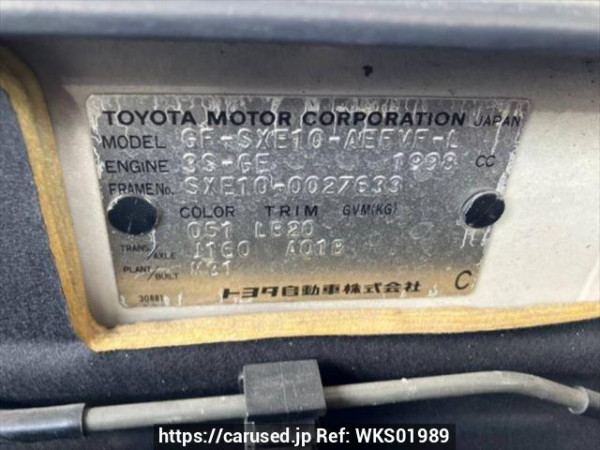 TOYOTA MOTOR CORPORATION JAPAN
MODEL GF-SXE10-AEFVF-L
ENGINE 3S-GE 1998 CC
FRAME No. SXE10-0027633
COLOR TRIM GVM(KG)
051 LB20
TRANS/AXLE J160 A01B
PLANT/BUILT
トヨタ自動車株式会社 C
https://carused.jp Ref: WKS01989